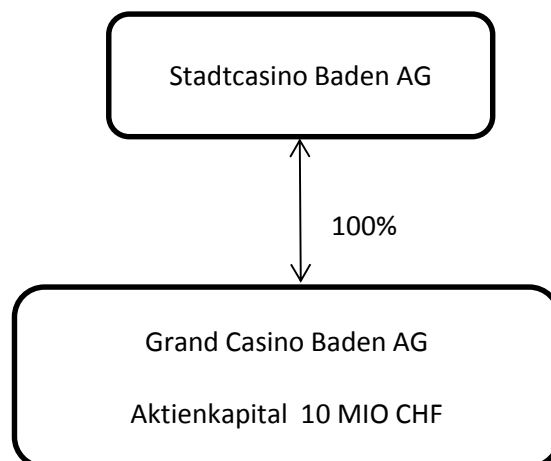 Stadtcasino Baden AG
100%
Grand Casino Baden AG
Aktienkapital 10 MIO CHF